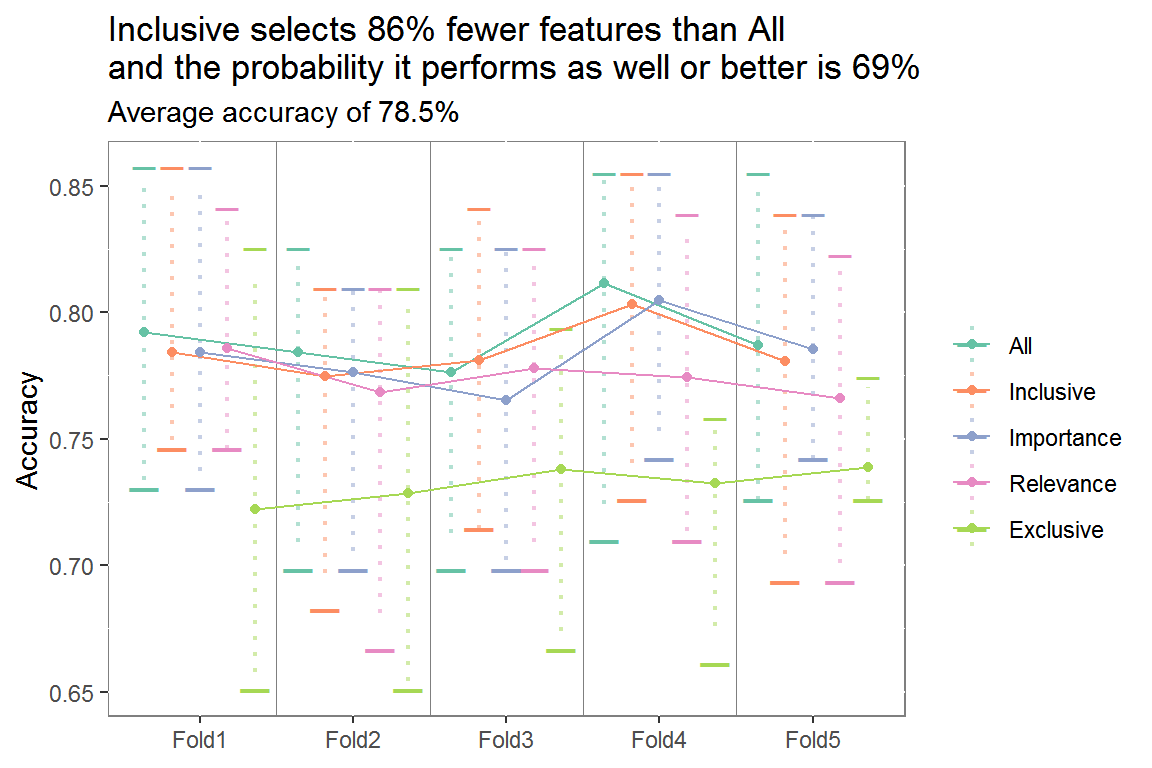 Inclusive selects 86% fewer features than All
and the probability it performs as well or better is 69%
Average accuracy of 78.5%
Accuracy
0.85
0.80
0.75
0.70
0.65
Fold1
Fold2
Fold3
Fold4
Fold5
All
Inclusive
Importance
Relevance
Exclusive